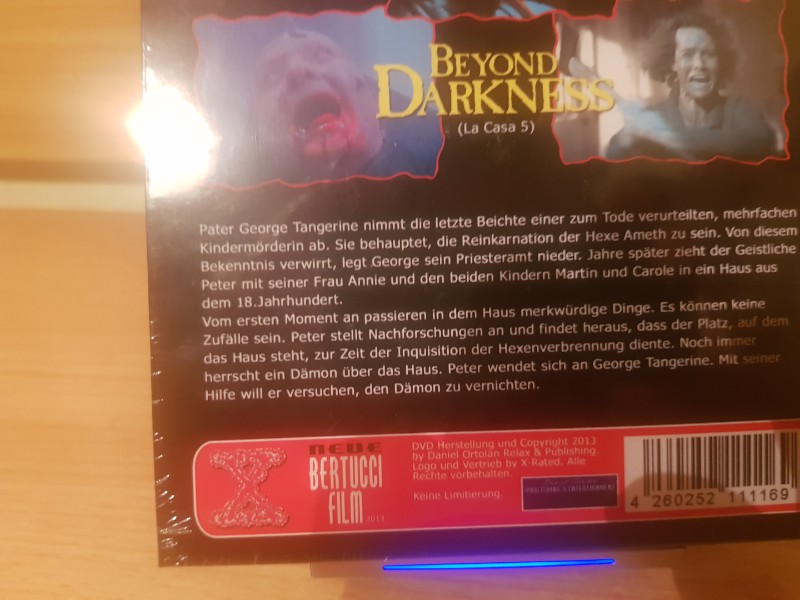 BEYOND
DARKNESS
(La Casa 5)
Pater George Tangerine nimmt die letzte Beichte einer zum Tode verurteilten, mehrfachen
Kindermörderin ab. Sie behauptet, die Reinkarnation der Hexe Ameth zu sein. Von diesem
Bekenntnis verwirrt, legt George sein Priesteramt nieder. Jahre später zieht der Geistliche
Peter mit seiner Frau Annie und den beiden Kindern Martin und Carole in ein Haus aus
dem 18.Jahrhundert.
Vom ersten Moment an passieren in dem Haus merkwürdige Dinge. Es können keine
Zufälle sein. Peter stellt Nachforschungen an und findet heraus, dass der Platz, auf dem
das Haus steht, zur Zeit der Inquisition der Hexenverbrennung diente. Noch immer
herrscht ein Dämon über das Haus. Peter wendet sich an George Tangerine. Mit seiner
Hilfe will er versuchen, den Dämon zu vernichten.
NEUE
BERTUCCI
FILM 2013
DVD Herstellung und Copyright 2013
by Daniel Ortolan Relax & Publishing.
Logo und Vertrieb by X-Rated. Alle
Rechte vorbehalten.
Keine Limitierung.
4 260252 111169